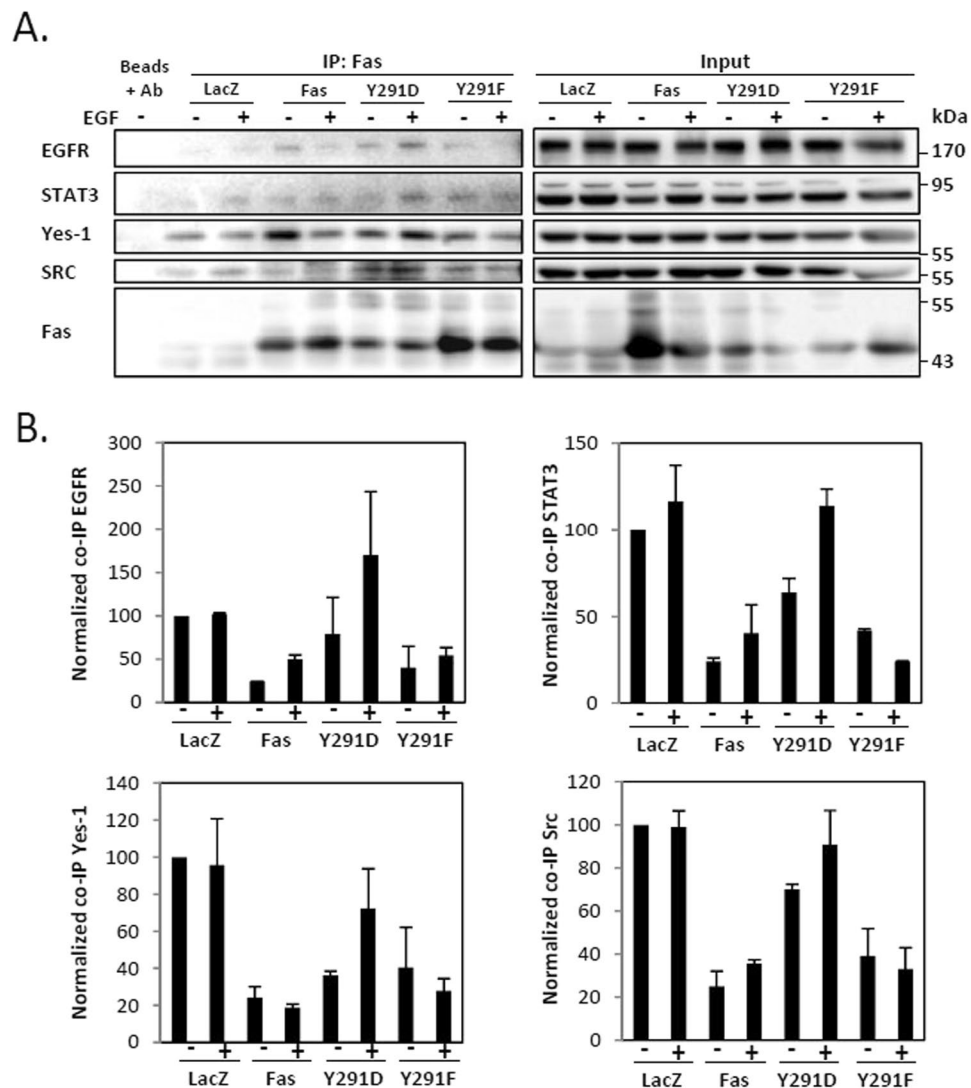 A.
IP: Fas Input
Beads + Ab LacZ Fas Y291D Y291F LacZ Fas Y291D Y291F
EGF - - + - + - + - + - + - + - + - + kDa
EGFR 170
STAT3 95
Yes-1 55
SRC 55
Fas 55
43
B.
Normalized co-IP EGFR
300
250
200
150
100
50
0
- + - + - + - +
LacZ Fas Y291D Y291F
Normalized co-IP STAT3
150
100
50
0
- + - + - + - +
LacZ Fas Y291D Y291F
Normalized co-IP Yes-1
140
120
100
80
60
40
20
0
- + - + - + - +
LacZ Fas Y291D Y291F
Normalized co-IP Src
120
100
80
60
40
20
0
- + - + - + - +
LacZ Fas Y291D Y291F